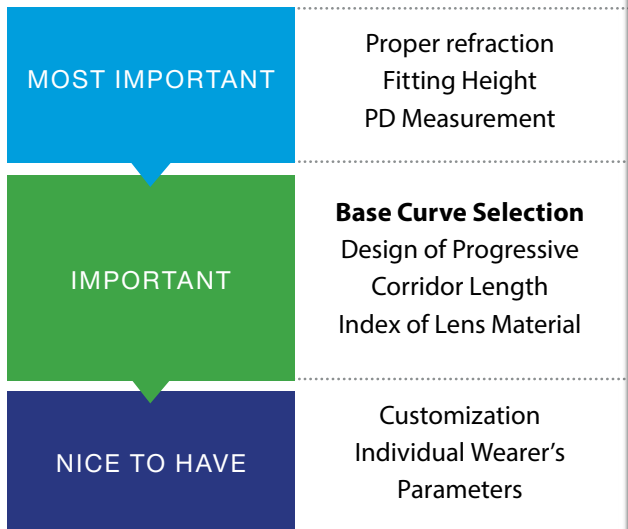 MOST IMPORTANT
Proper refraction
Fitting Height
PD Measurement
IMPORTANT
Base Curve Selection
Design of Progressive
Corridor Length
Index of Lens Material
NICE TO HAVE
Customization
Individual Wearer’s
Parameters